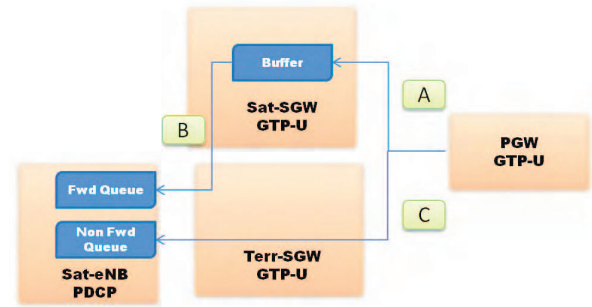 Buffer
Sat-SGW
GTP-U
A
B
PGW
GTP-U
Fwd Queue
Non Fwd
Queue
Sat-eNB
PDCP
C
Terr-SGW
GTP-U